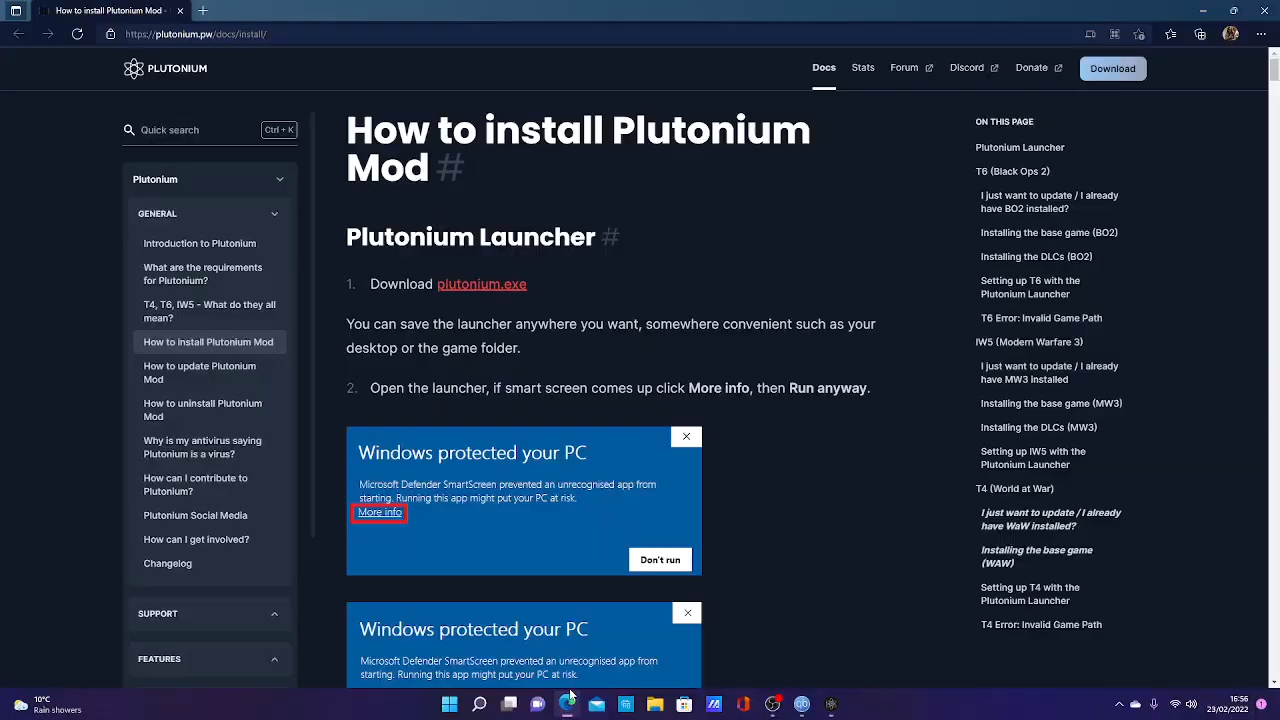 How to install Plutonium Mod -
https://plutonium.pw/docs/install/
PLUTONIUM
Docs
Stats
Forum
Discord
Donate
Download
Quick search
Ctrl + K
Plutonium
GENERAL
Introduction to Plutonium
What are the requirements
for Plutonium?
T4, T6, IW5 - What do they all
mean?
How to install Plutonium Mod
How to update Plutonium
Mod
How to uninstall Plutonium
Mod
Why is my antivirus saying
Plutonium is a virus?
How can I contribute to
Plutonium?
Plutonium Social Media
How can I get involved?
Changelog
SUPPORT
FEATURES
How to install Plutonium
Mod #
Plutonium Launcher #
1. Download plutonium.exe
You can save the launcher anywhere you want, somewhere convenient such as your
desktop or the game folder.
2. Open the launcher, if smart screen comes up click More info, then Run anyway.
Windows protected your PC
Microsoft Defender SmartScreen prevented an unrecognised app from
starting. Running this app might put your PC at risk.
More info
Don't run
Windows protected your PC
Microsoft Defender SmartScreen prevented an unrecognised app from
starting. Running this app might put your PC at risk.
ON THIS PAGE
Plutonium Launcher
T6 (Black Ops 2)
I just want to update / I already
have BO2 installed?
Installing the base game (BO2)
Installing the DLCs (BO2)
Setting up T6 with the
Plutonium Launcher
T6 Error: Invalid Game Path
IW5 (Modern Warfare 3)
I just want to update / I already
have MW3 installed
Installing the base game (MW3)
Installing the DLCs (MW3)
Setting up IW5 with the
Plutonium Launcher
T4 (World at War)
I just want to update / I already
have WaW installed?
Installing the base game
(WAW)
Setting up T4 with the
Plutonium Launcher
T4 Error: Invalid Game Path
10°C
Rain showers
16:56
23/02/2022